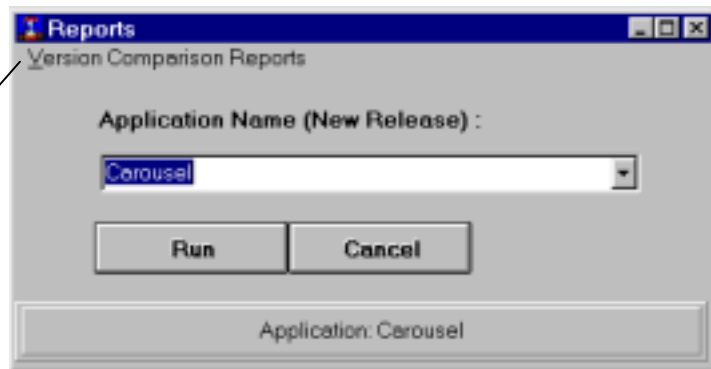 Reports
Version Comparison Reports
Application Name (New Release) :
Carousel
Run Cancel
Application: Carousel